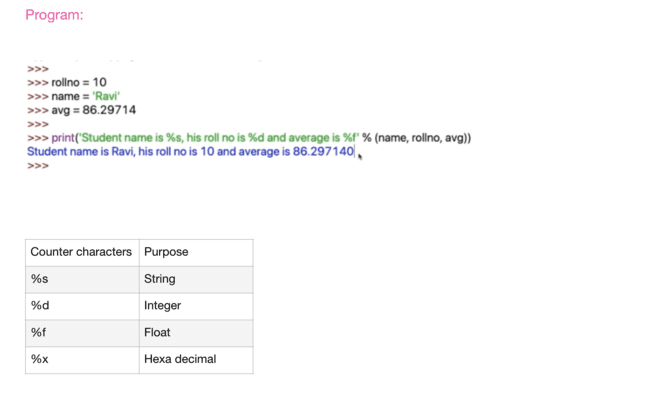 Program:
>>>
>>> rollno = 10
>>> name = 'Ravi'
>>> avg = 86.29714
>>>
>>> print('Student name is %s, his roll no is %d and average is %f' % (name, rollno, avg))
Student name is Ravi, his roll no is 10 and average is 86.297140
>>>
Counter characters Purpose
%s String
%d Integer
%f Float
%x Hexa decimal